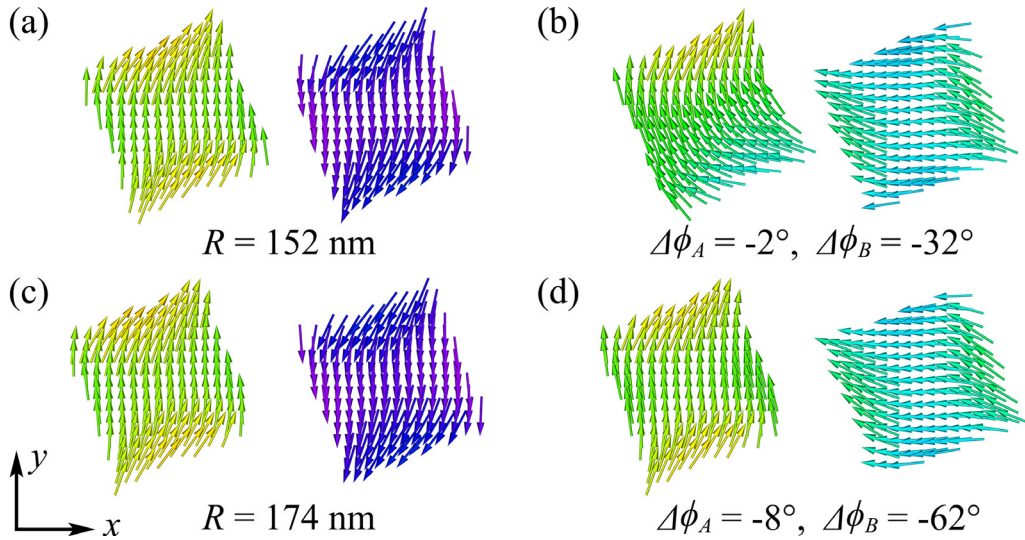 (a)
(b)
R = 152 nm
Δϕ_A = -2°, Δϕ_B = -32°
(c)
(d)
y
x
R = 174 nm
Δϕ_A = -8°, Δϕ_B = -62°